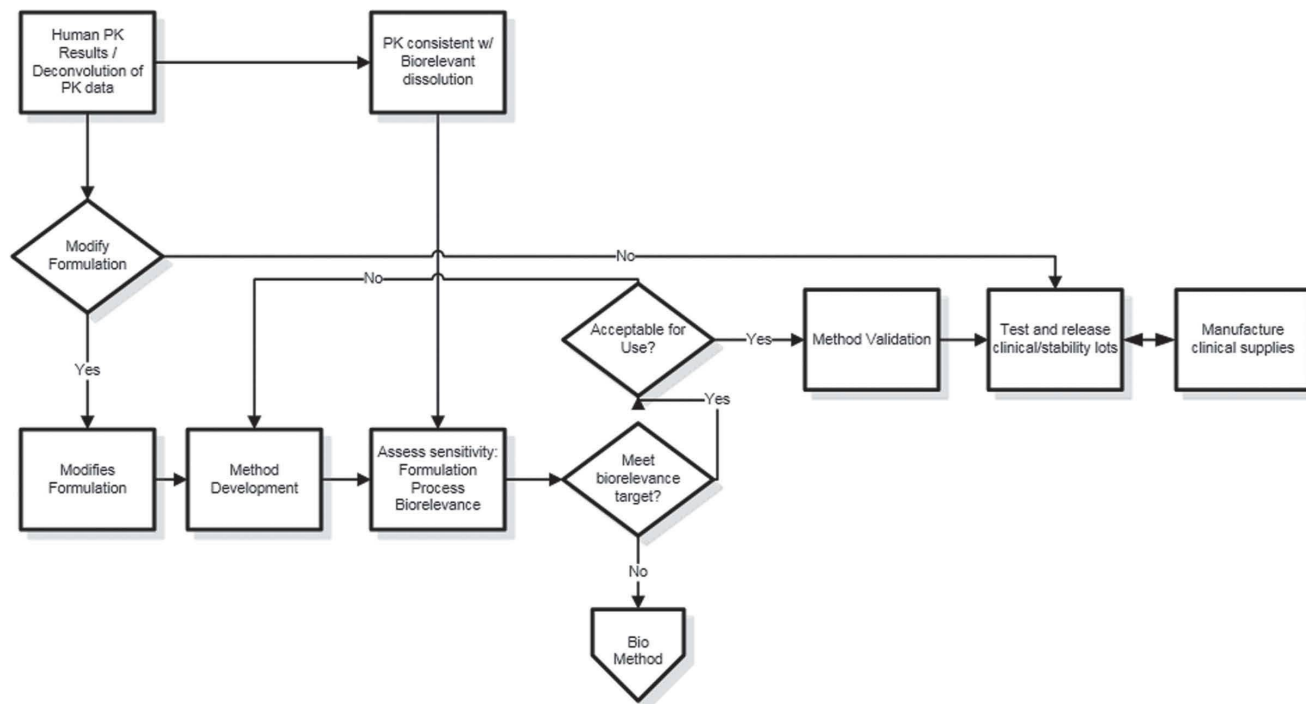 Human PK
Results /
Deconvolution of
PK data
PK consistent w/
Biorelevant
dissolution
Modify
Formulation
No
No
Yes
Acceptable for
Use?
Yes
Method Validation
Test and release
clinical/stability lots
Manufacture
clinical supplies
Yes
Modifies
Formulation
Method
Development
Assess sensitivity:
Formulation
Process
Biorelevance
Meet
biorelevance
target?
No
Bio
Method